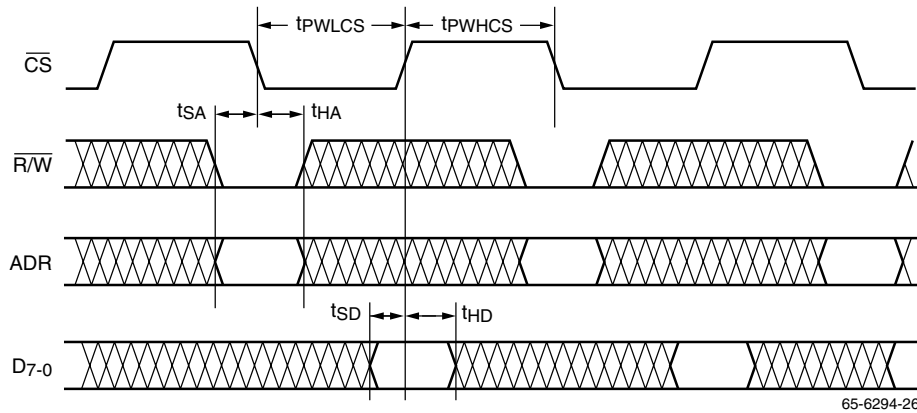 tPWLCS tPWHCS
CS
tSA tHA
R/W
ADR
tSD tHD
D7-0
65-6294-26